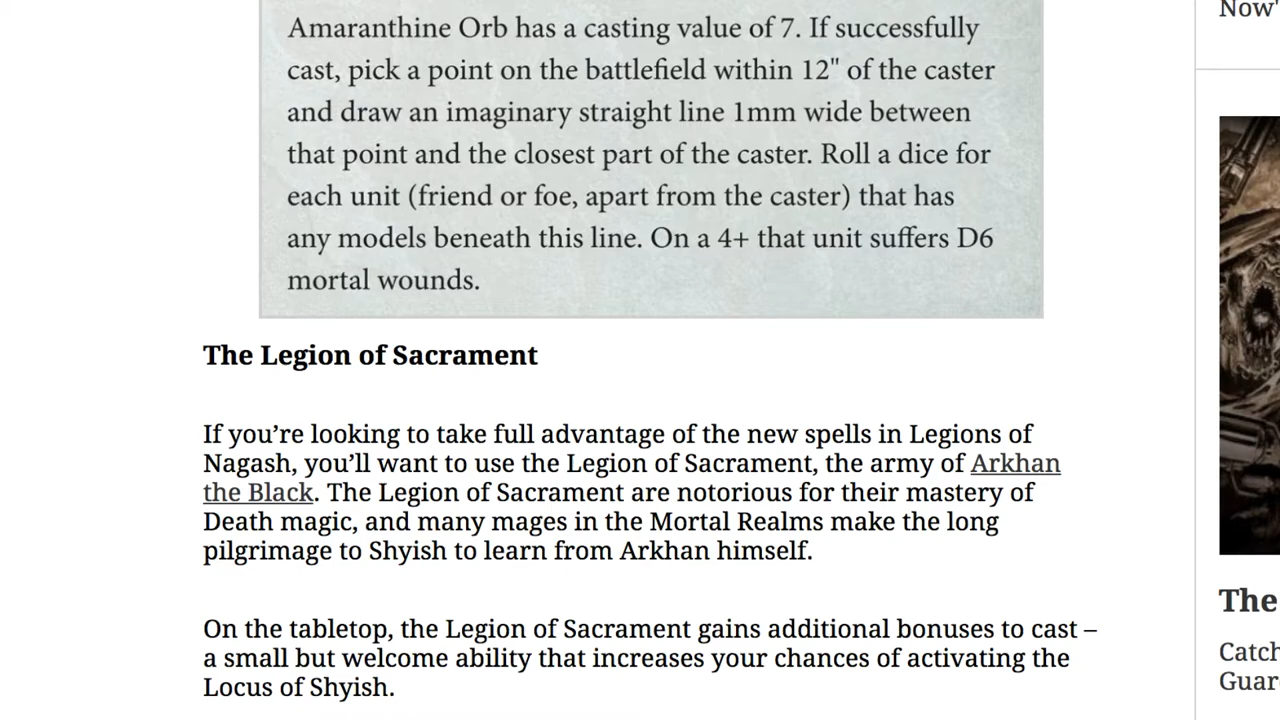 Amaranthine Orb has a casting value of 7. If successfully
cast, pick a point on the battlefield within 12" of the caster
and draw an imaginary straight line 1mm wide between
that point and the closest part of the caster. Roll a dice for
each unit (friend or foe, apart from the caster) that has
any models beneath this line. On a 4+ that unit suffers D6
mortal wounds.
The Legion of Sacrament
If you’re looking to take full advantage of the new spells in Legions of
Nagash, you’ll want to use the Legion of Sacrament, the army of Arkhan
the Black. The Legion of Sacrament are notorious for their mastery of
Death magic, and many mages in the Mortal Realms make the long
pilgrimage to Shyish to learn from Arkhan himself.
On the tabletop, the Legion of Sacrament gains additional bonuses to cast –
a small but welcome ability that increases your chances of activating the
Locus of Shyish.
Now'
The
Catch
Guar